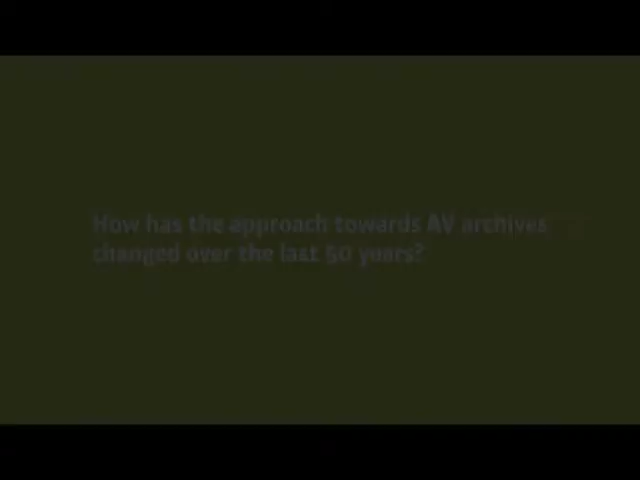 How has the approach towards AV archives
changed over the last 50 years?